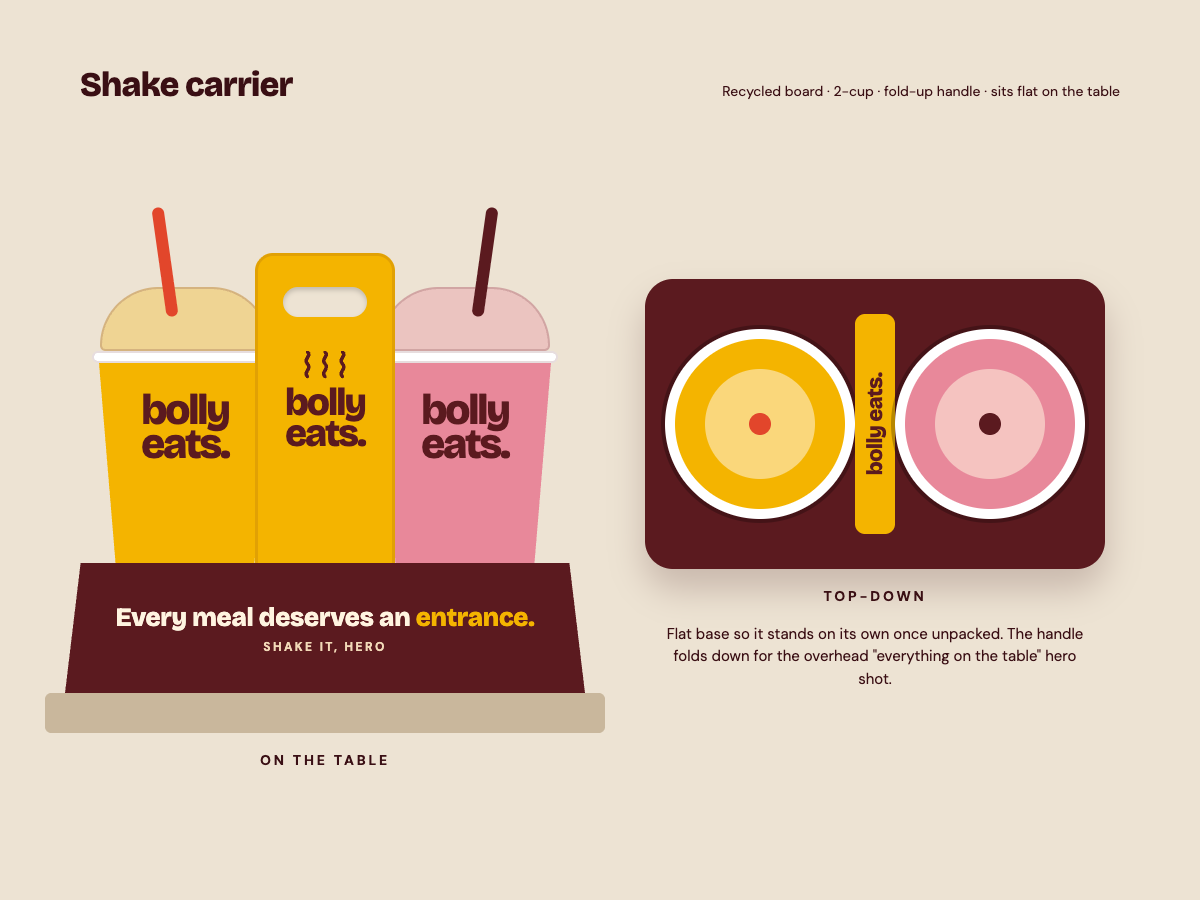 Shake carrier
Recycled board · 2-cup · fold-up handle · sits flat on the table
bolly
eats.
bolly
eats.
bolly
eats.
Every meal deserves an entrance.
SHAKE IT, HERO
ON THE TABLE
bolly eats.
TOP-DOWN
Flat base so it stands on its own once unpacked. The handle
folds down for the overhead "everything on the table" hero
shot.